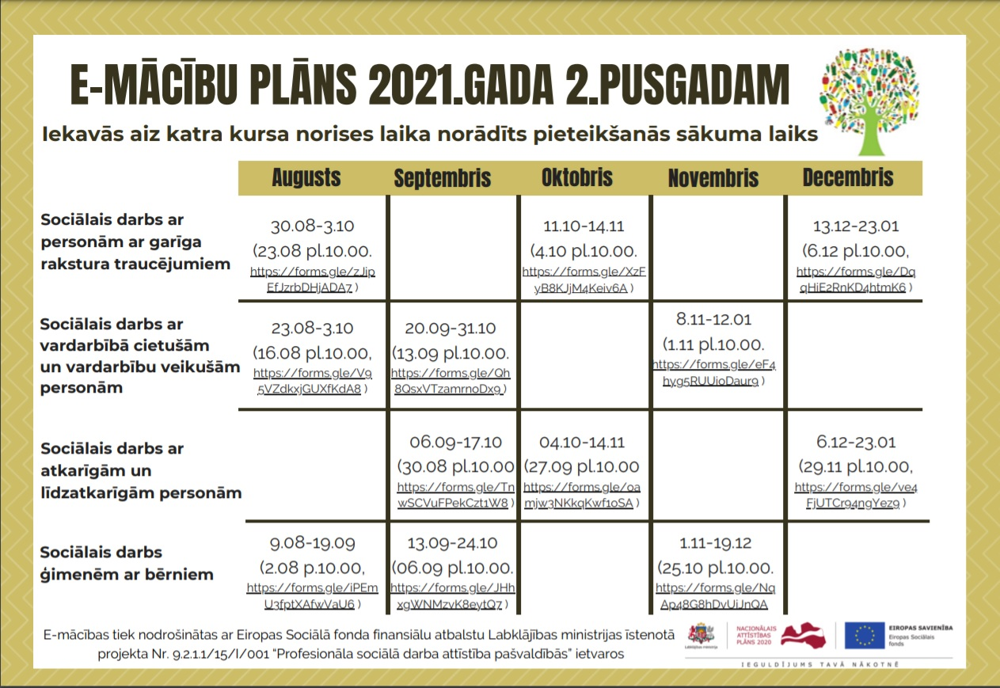 E-MĀCĪBU PLĀNS 2021.GADA 2.PUSGADAM
Iekavās aiz katra kursa norises laika norādīts pieteikšanās sākuma laiks
Augusts Septembris Oktobris Novembris Decembris
Sociālais darbs ar
personām ar garīga
rakstura traucējumiem
30.08-3.10
(23.08 pl.10.00.
https://forms.gle/zJip
EfJzrbDHjADA7 )
11.10-14.11
(4.10 pl.10.00.
https://forms.gle/XzF
yB8KJjM4Keiv6A )
13.12-23.01
(6.12 pl.10.00,
https://forms.gle/Dq
qHiE2RnKD4htmK6 )
Sociālais darbs ar
vardarbībā cietušām
un vardarbību veikušām
personām
23.08-3.10
(16.08 pl.10.00,
https://forms.gle/V9
5VZdkxjGUXfKdA8 )
20.09-31.10
(13.09 pl.10.00.
https://forms.gle/Qh
8QsxVTzamrnoDx9 )
8.11-12.01
(1.11 pl.10.00.
https://forms.gle/eF4
hyg5RUUioDaur9 )
Sociālais darbs ar
atkarīgām un
līdzatkarīgām personām
06.09-17.10
(30.08 pl.10.00
https://forms.gle/Tn
wSCVuFPekCzt1W8 )
04.10-14.11
(27.09 pl.10.00
https://forms.gle/oa
mjw3NKkqKwf1oSA )
6.12-23.01
(29.11 pl.10.00,
https://forms.gle/ve4
FjUTCr94ngYez9 )
Sociālais darbs
ģimenēm ar bērniem
9.08-19.09
(2.08 p.10.00,
https://forms.gle/iPEm
U3fptXAfwVaU6 )
13.09-24.10
(06.09 pl.10.00.
https://forms.gle/JHh
xgWNMzvK8eytQ7 )
1.11-19.12
(25.10 pl.10.00.
https://forms.gle/Nq
Ap48G8hDvUiJnQA
E-mācības tiek nodrošinātas ar Eiropas Sociālā fonda finansiālu atbalstu Labklājības ministrijas īstenotā
projekta Nr. 9.2.1.1/15/I/001 “Profesionāla sociālā darba attīstība pašvaldībās” ietvaros
Labklājības ministrija
NACIONĀLAIS
ATTĪSTĪBAS
PLĀNS 2020
EIROPAS SAVIENĪBA
Eiropas Sociālais
fonds
IEGULDĪJUMS TAVĀ NĀKOTNĒ